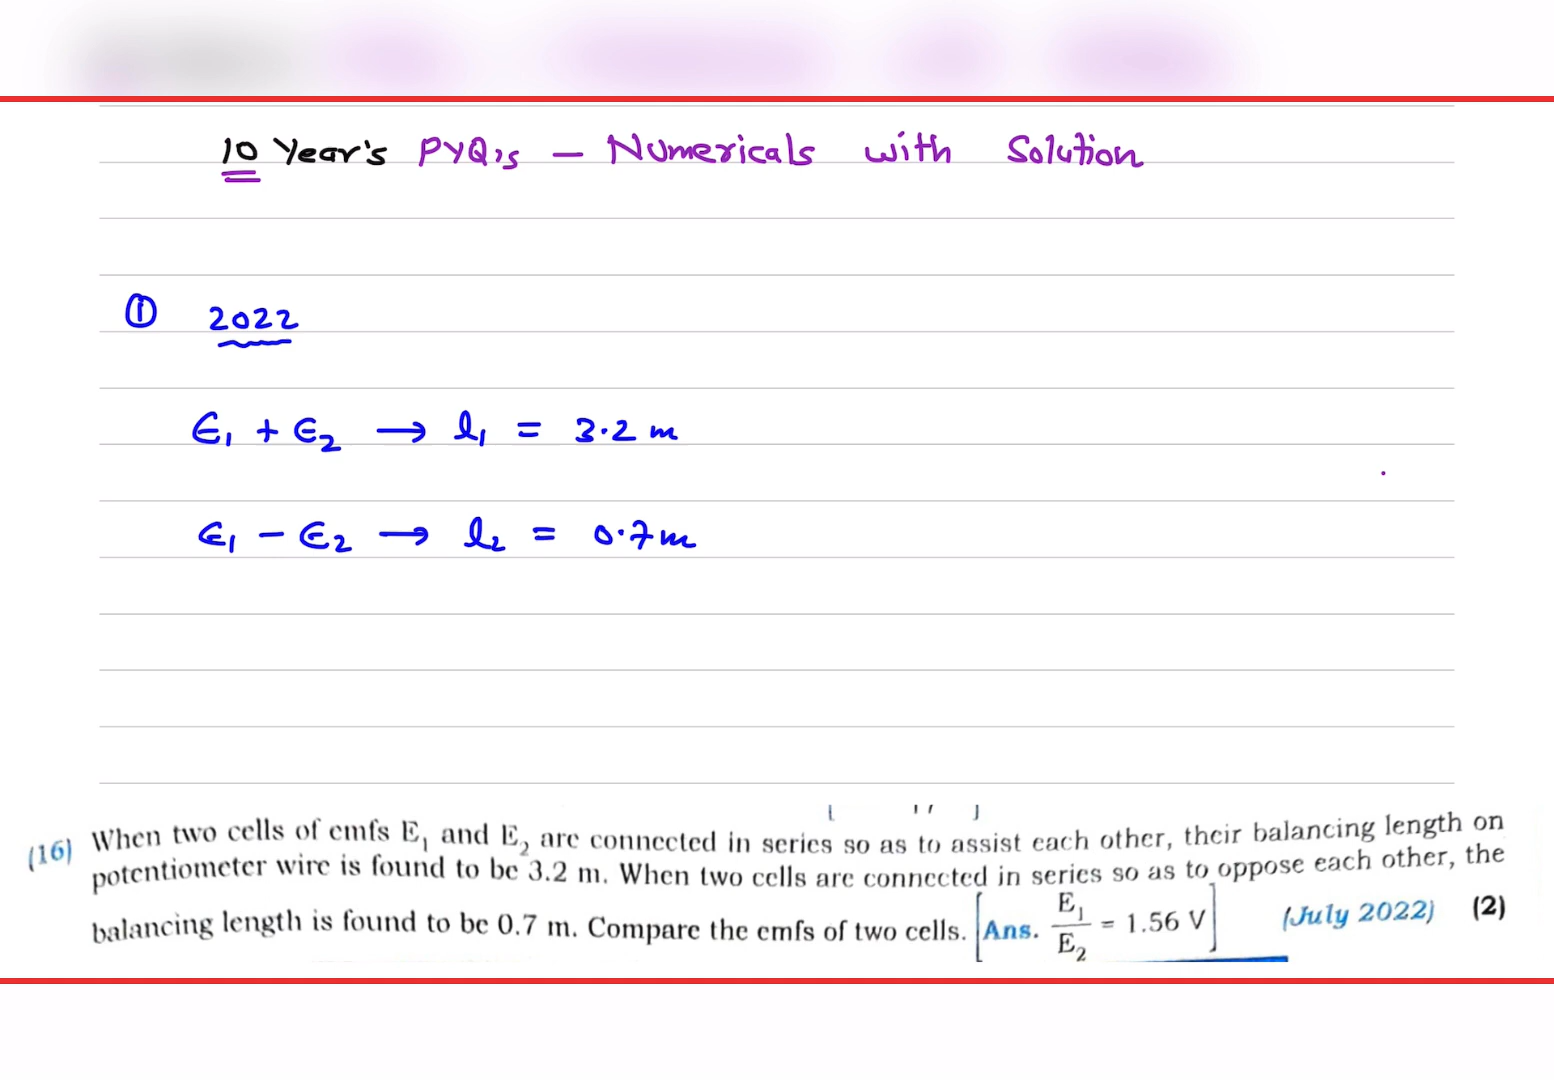 10 Year's PYQ's – Numericals with Solution
① 2022
E₁ + E₂ → l₁ = 3.2 m
E₁ − E₂ → l₂ = 0.7m
(16) When two cells of emfs E₁ and E₂ are connected in series so as to assist each other, their balancing length on
potentiometer wire is found to be 3.2 m. When two cells are connected in series so as to oppose each other, the
balancing length is found to be 0.7 m. Compare the emfs of two cells. [Ans. E₁/E₂ = 1.56 V] (July 2022) (2)